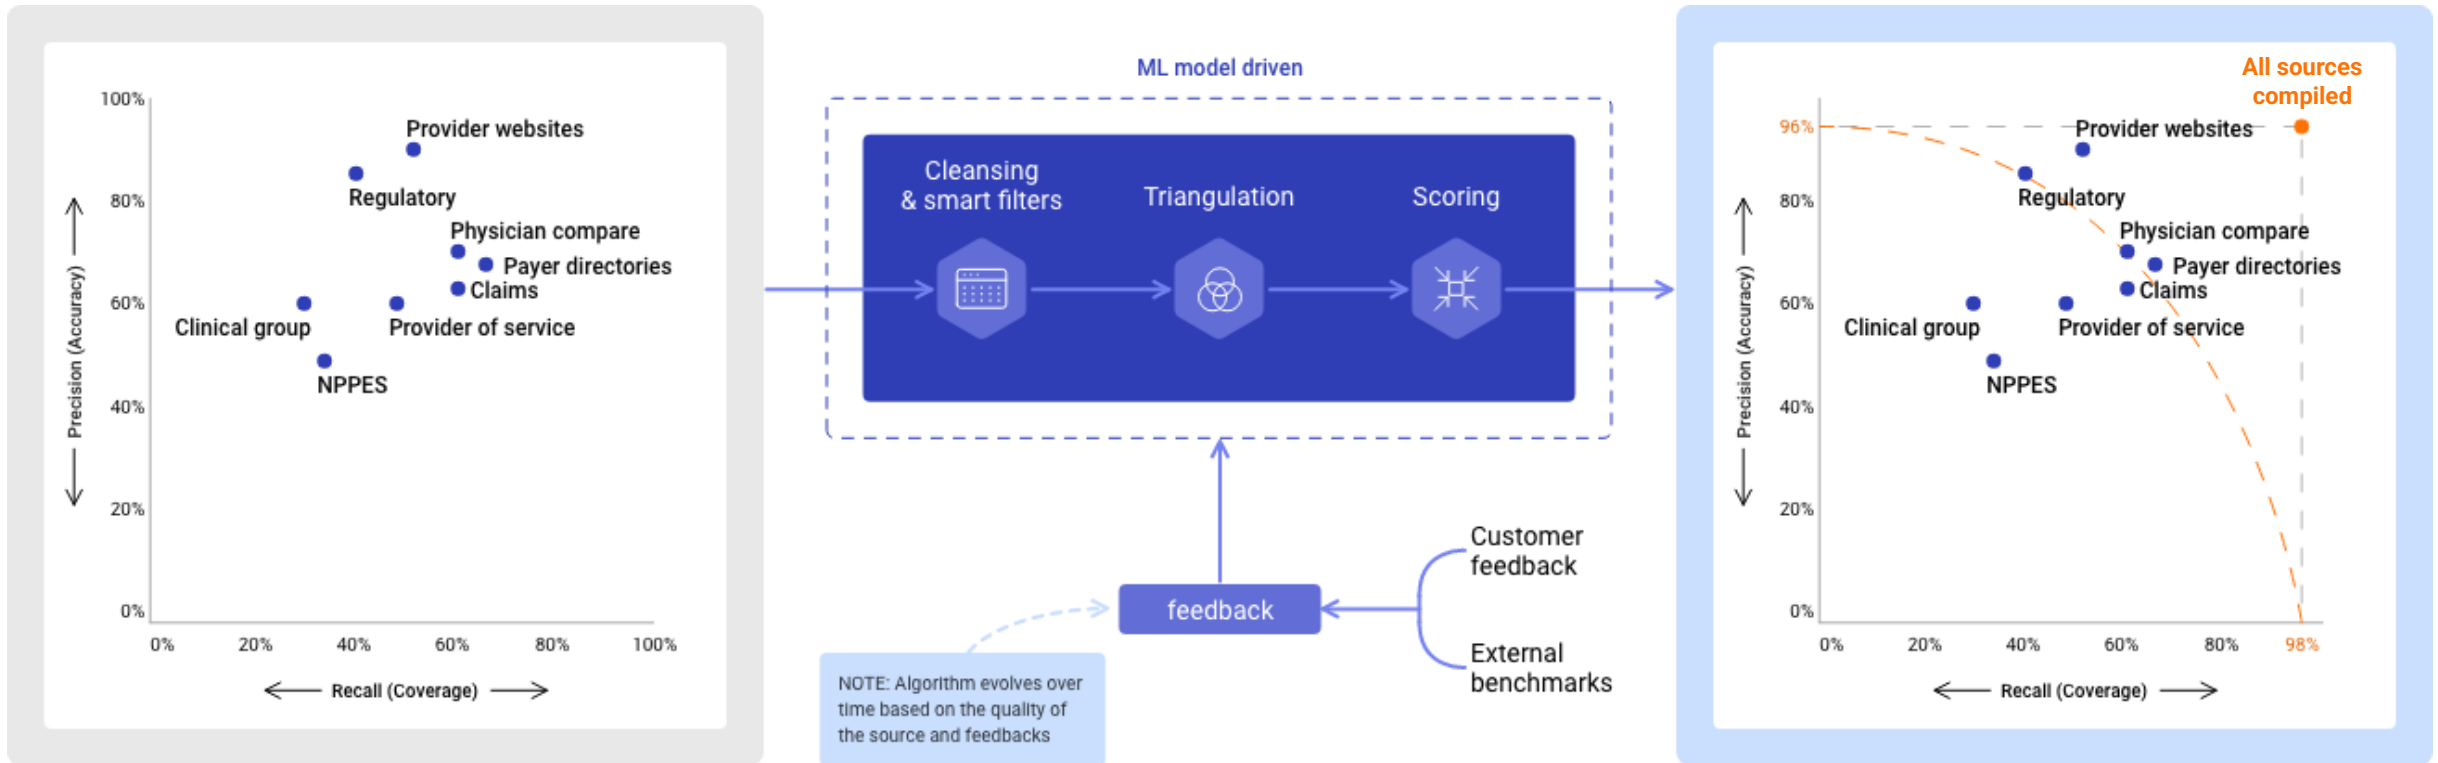 100%
80%
60%
40%
20%
0%
Precision (Accuracy)
Provider websites
Regulatory
Physician compare
Payer directories
Claims
Clinical group
Provider of service
NPPES
0%
20%
40%
60%
80%
100%
Recall (Coverage)
ML model driven
Cleansing
& smart filters
Triangulation
Scoring
feedback
Customer
feedback
External
benchmarks
NOTE: Algorithm evolves over
time based on the quality of
the source and feedbacks
All sources
compiled
96%
80%
60%
40%
20%
0%
Precision (Accuracy)
Provider websites
Regulatory
Physician compare
Payer directories
Claims
Clinical group
Provider of service
NPPES
0%
20%
40%
60%
80%
98%
Recall (Coverage)